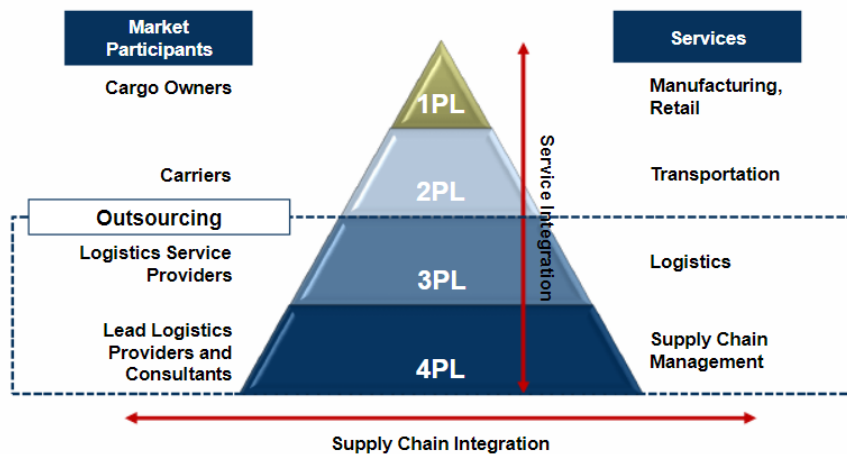 Market
Participants
Services
Cargo Owners
1PL
Manufacturing,
Retail
Carriers
2PL
Transportation
Outsourcing
Service Integration
Logistics Service
Providers
3PL
Logistics
Lead Logistics
Providers and
Consultants
4PL
Supply Chain
Management
Supply Chain Integration